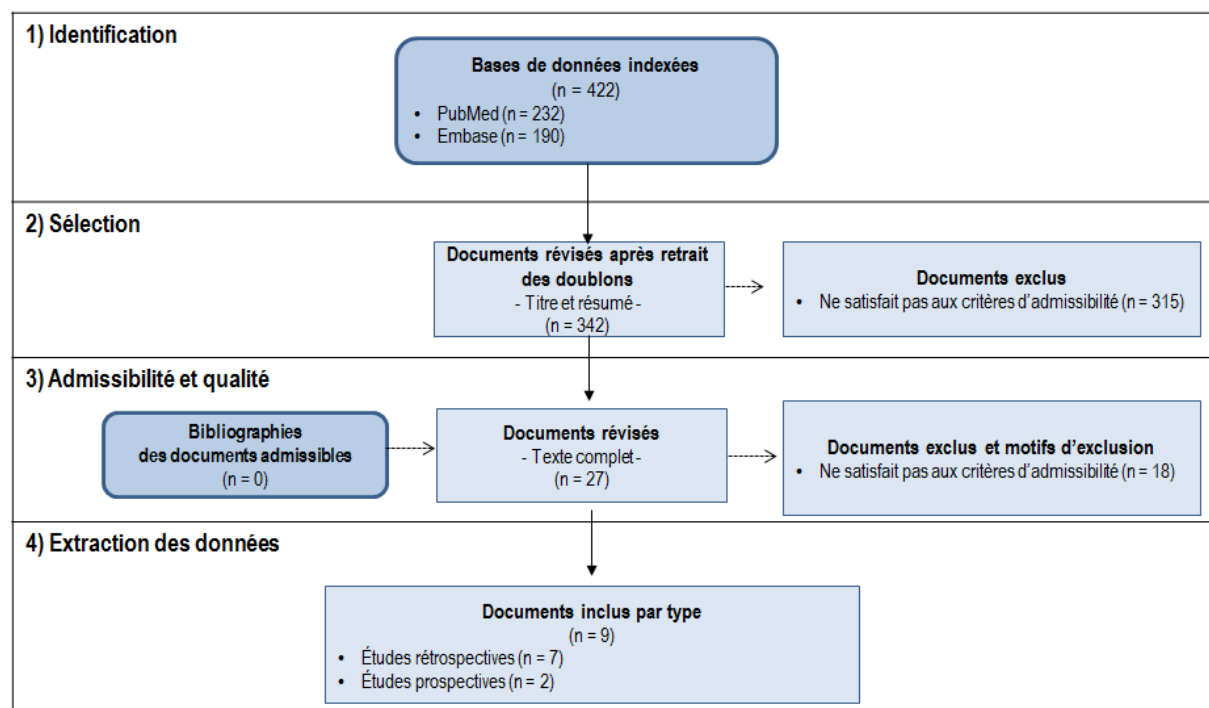 1) Identification
Bases de données indexées
(n = 422)
• PubMed (n = 232)
• Embase (n = 190)
2) Sélection
Documents révisés après retrait
des doublons
- Titre et résumé -
(n = 342)
Documents exclus
• Ne satisfait pas aux critères d'admissibilité (n = 315)
3) Admissibilité et qualité
Bibliographies
des documents admissibles
(n = 0)
Documents révisés
- Texte complet -
(n = 27)
Documents exclus et motifs d'exclusion
• Ne satisfait pas aux critères d'admissibilité (n = 18)
4) Extraction des données
Documents inclus par type
(n = 9)
• Études rétrospectives (n = 7)
• Études prospectives (n = 2)